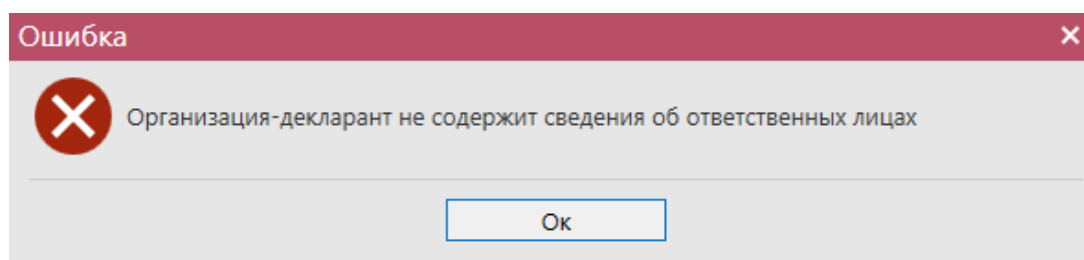 Ошибка
Организация-декларант не содержит сведения об ответственных лицах
Ок